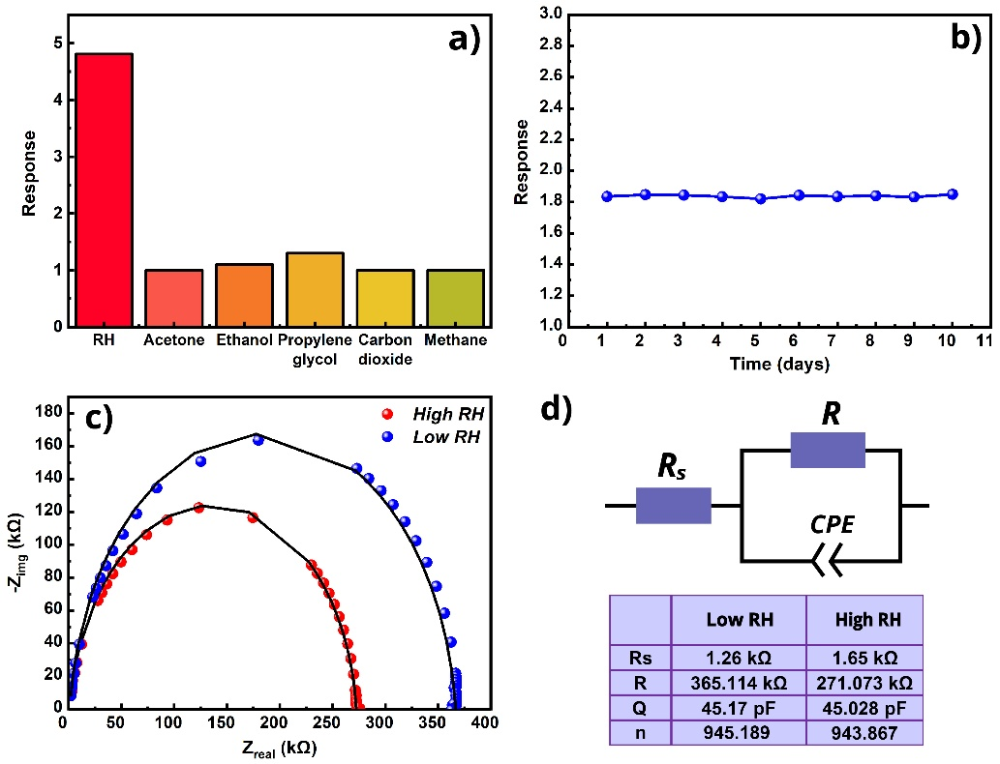 a)
Response
5
4
3
2
1
0
RH Acetone Ethanol Propylene glycol Carbon dioxide Methane
b)
Response
3.0
2.8
2.6
2.4
2.2
2.0
1.8
1.6
1.4
1.2
1.0
0 1 2 3 4 5 6 7 8 9 10 11
Time (days)
c)
High RH
Low RH
-Zimg (kΩ)
180
160
140
120
100
80
60
40
20
0
0 50 100 150 200 250 300 350 400
Zreal (kΩ)
d)
Rs
R
CPE
Low RH High RH
Rs 1.26 kΩ 1.65 kΩ
R 365.114 kΩ 271.073 kΩ
Q 45.17 pF 45.028 pF
n 945.189 943.867